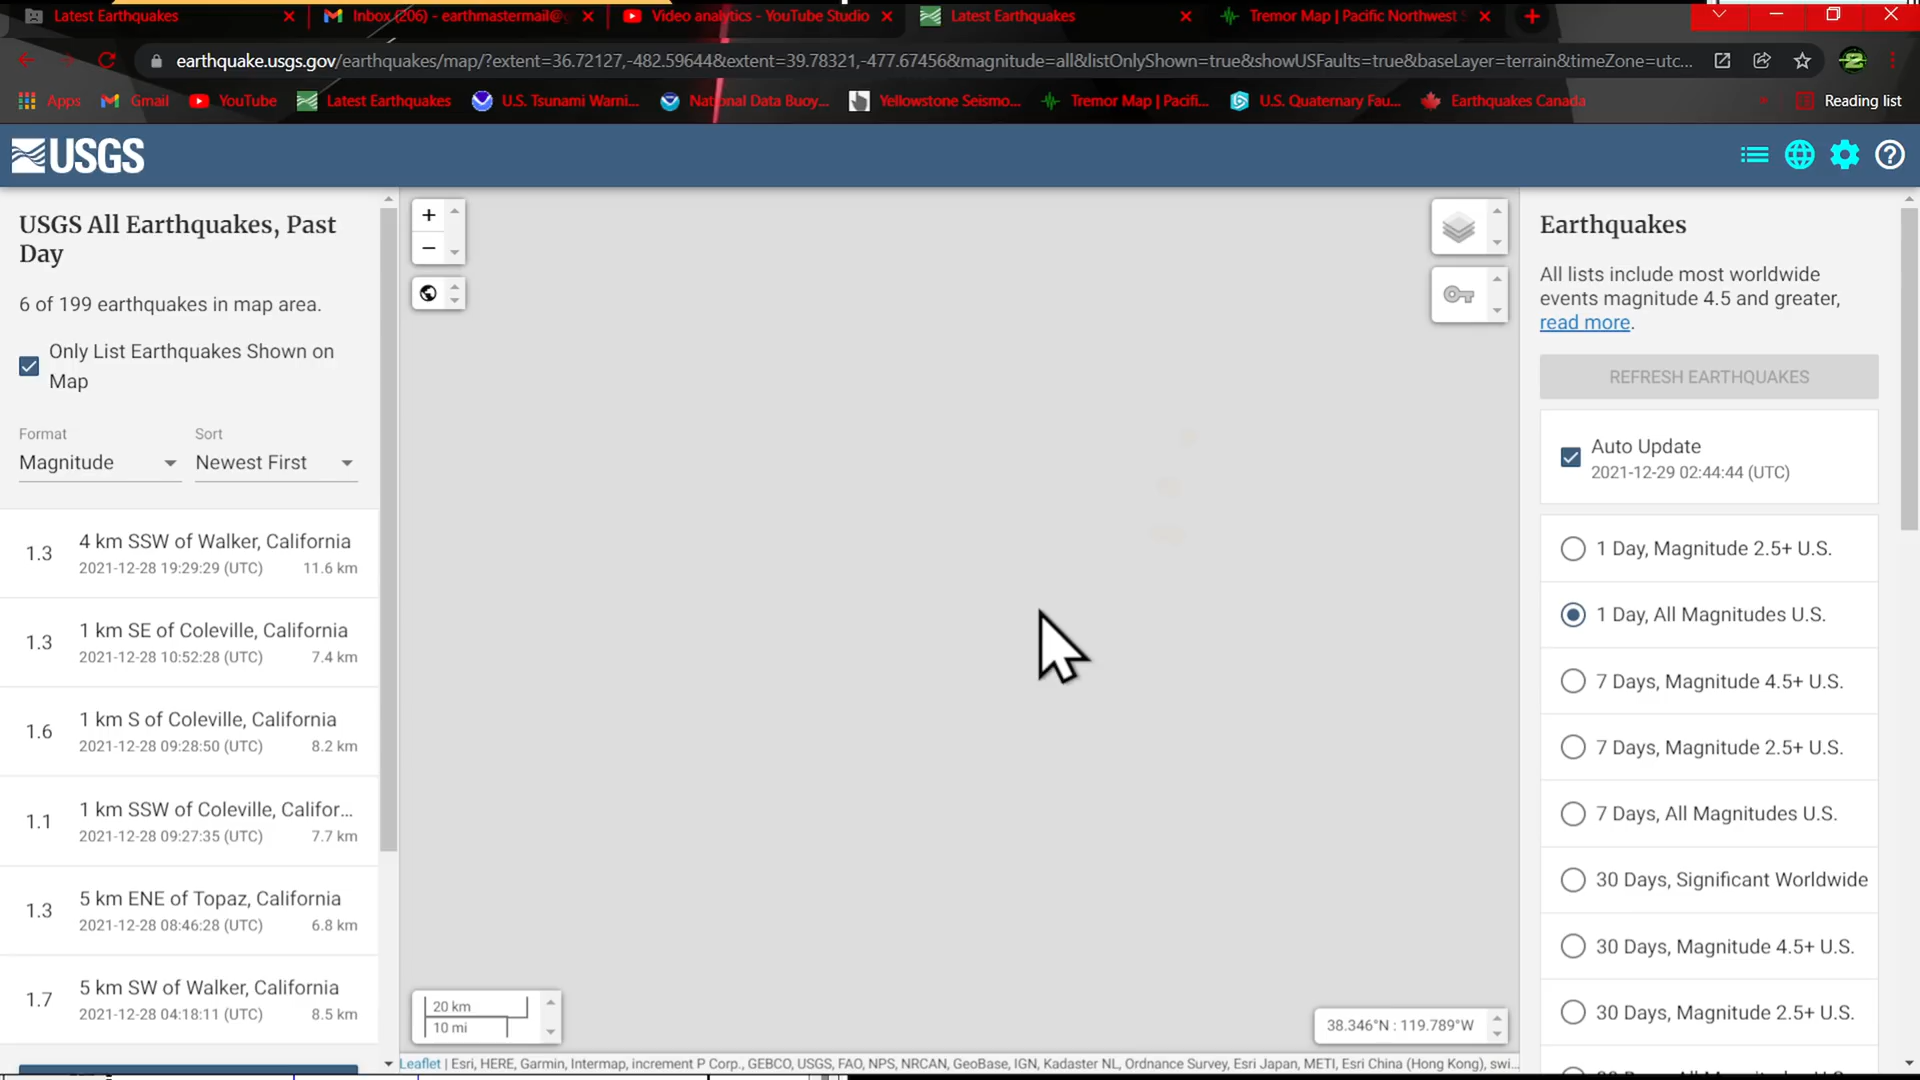 Latest Earthquakes
Inbox (206) - earthmastermail@
Video analytics - YouTube Studio
Latest Earthquakes
Tremor Map | Pacific Northwest
earthquake.usgs.gov/earthquakes/map/?extent=36.72127,-482.59644&extent=39.78321,-477.67456&magnitude=all&listOnlyShown=true&showUSFaults=true&baseLayer=terrain&timeZone=utc...
Apps
Gmail
YouTube
Latest Earthquakes
U.S. Tsunami Warni...
National Data Buoy...
Yellowstone Seismo...
Tremor Map | Pacifi...
U.S. Quaternary Fau...
Earthquakes Canada
Reading list
USGS
USGS All Earthquakes, Past
Day
6 of 199 earthquakes in map area.
Only List Earthquakes Shown on
Map
Format
Magnitude
Sort
Newest First
1.3
4 km SSW of Walker, California
2021-12-28 19:29:29 (UTC) 11.6 km
1.3
1 km SE of Coleville, California
2021-12-28 10:52:28 (UTC) 7.4 km
1.6
1 km S of Coleville, California
2021-12-28 09:28:50 (UTC) 8.2 km
1.1
1 km SSW of Coleville, Califor...
2021-12-28 09:27:35 (UTC) 7.7 km
1.3
5 km ENE of Topaz, California
2021-12-28 08:46:28 (UTC) 6.8 km
1.7
5 km SW of Walker, California
2021-12-28 04:18:11 (UTC) 8.5 km
+
−
20 km
10 mi
38.346°N : 119.789°W
Leaflet | Esri, HERE, Garmin, Intermap, increment P Corp., GEBCO, USGS, FAO, NPS, NRCAN, GeoBase, IGN, Kadaster NL, Ordnance Survey, Esri Japan, METI, Esri China (Hong Kong), swi...
Earthquakes
All lists include most worldwide
events magnitude 4.5 and greater,
read more.
REFRESH EARTHQUAKES
Auto Update
2021-12-29 02:44:44 (UTC)
1 Day, Magnitude 2.5+ U.S.
1 Day, All Magnitudes U.S.
7 Days, Magnitude 4.5+ U.S.
7 Days, Magnitude 2.5+ U.S.
7 Days, All Magnitudes U.S.
30 Days, Significant Worldwide
30 Days, Magnitude 4.5+ U.S.
30 Days, Magnitude 2.5+ U.S.